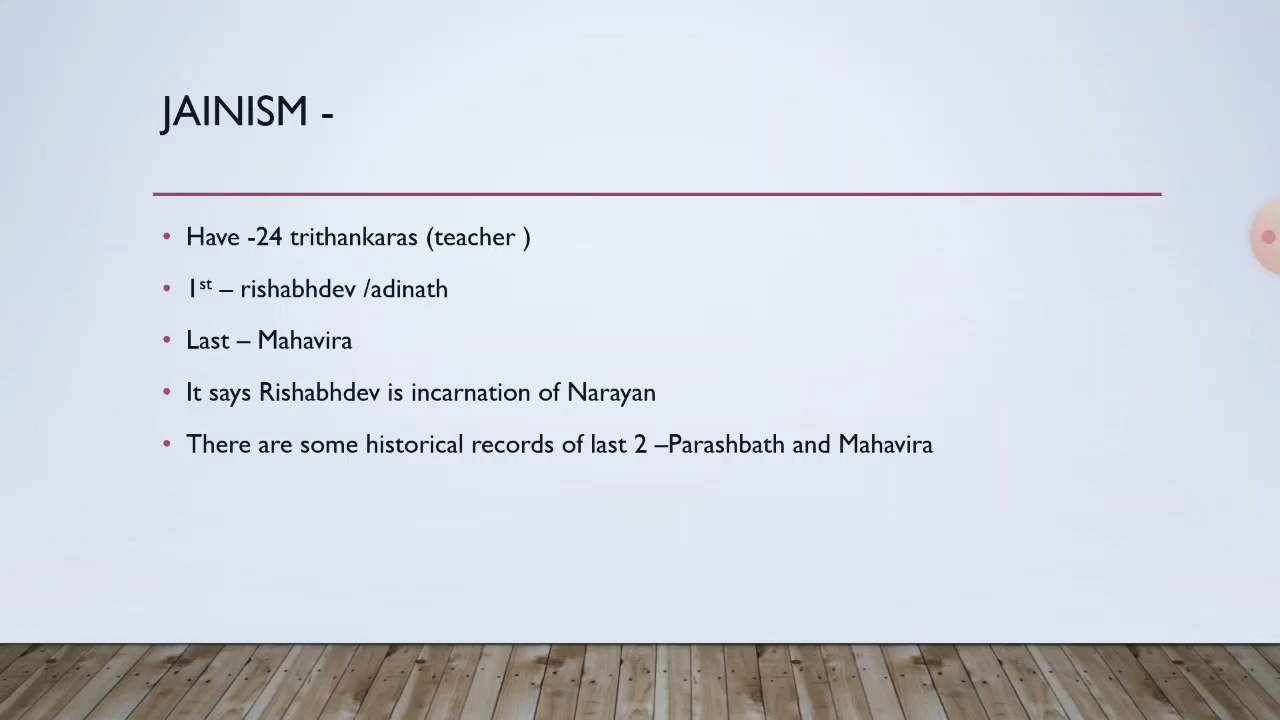 JAINISM -
• Have -24 trithankaras (teacher )
• 1st – rishabhdev /adinath
• Last – Mahavira
• It says Rishabhdev is incarnation of Narayan
• There are some historical records of last 2 –Parashbath and Mahavira